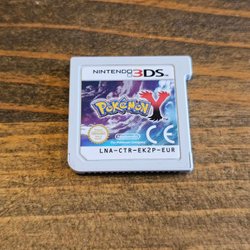 NINTENDO 3DS
POKÉMON Y
Nintendo
CE
LNA-CTR-EK2P-EUR